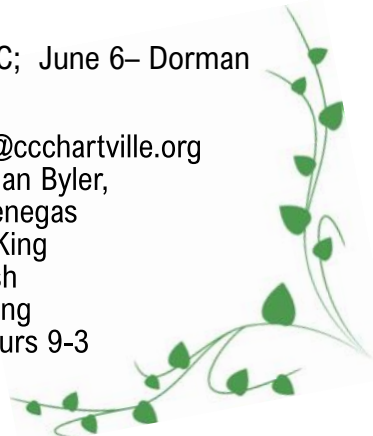 C; June 6– Dorman
@ccchartville.org
an Byler,
enegas
King
sh
ng
urs 9-3